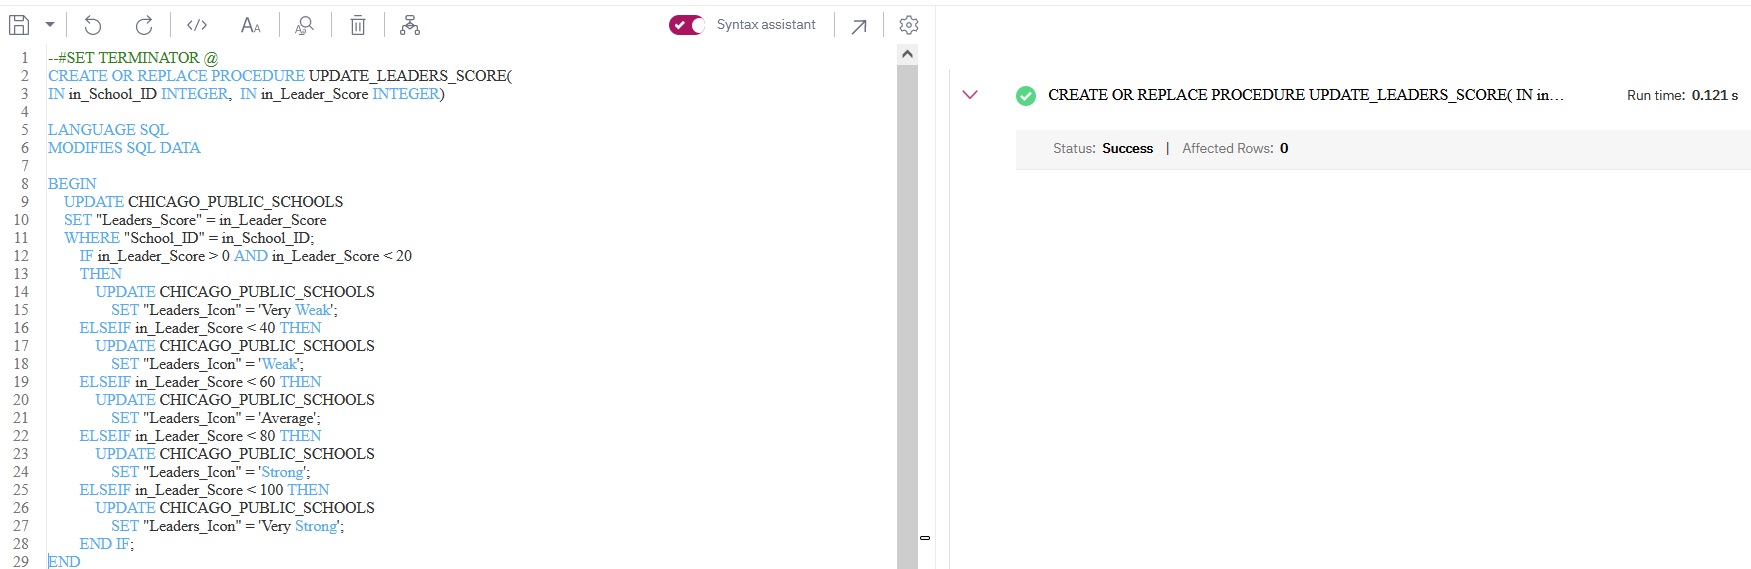 Syntax assistant
1 --#SET TERMINATOR @
2 CREATE OR REPLACE PROCEDURE UPDATE_LEADERS_SCORE(
3 IN in_School_ID INTEGER,  IN in_Leader_Score INTEGER)
4
5 LANGUAGE SQL
6 MODIFIES SQL DATA
7
8 BEGIN
9 UPDATE CHICAGO_PUBLIC_SCHOOLS
10 SET "Leaders_Score" = in_Leader_Score
11 WHERE "School_ID" = in_School_ID;
12 IF in_Leader_Score > 0 AND in_Leader_Score < 20
13 THEN
14 UPDATE CHICAGO_PUBLIC_SCHOOLS
15 SET "Leaders_Icon" = 'Very Weak';
16 ELSEIF in_Leader_Score < 40 THEN
17 UPDATE CHICAGO_PUBLIC_SCHOOLS
18 SET "Leaders_Icon" = 'Weak';
19 ELSEIF in_Leader_Score < 60 THEN
20 UPDATE CHICAGO_PUBLIC_SCHOOLS
21 SET "Leaders_Icon" = 'Average';
22 ELSEIF in_Leader_Score < 80 THEN
23 UPDATE CHICAGO_PUBLIC_SCHOOLS
24 SET "Leaders_Icon" = 'Strong';
25 ELSEIF in_Leader_Score < 100 THEN
26 UPDATE CHICAGO_PUBLIC_SCHOOLS
27 SET "Leaders_Icon" = 'Very Strong';
28 END IF;
29 END
CREATE OR REPLACE PROCEDURE UPDATE_LEADERS_SCORE( IN in... Run time: 0.121 s
Status: Success | Affected Rows: 0